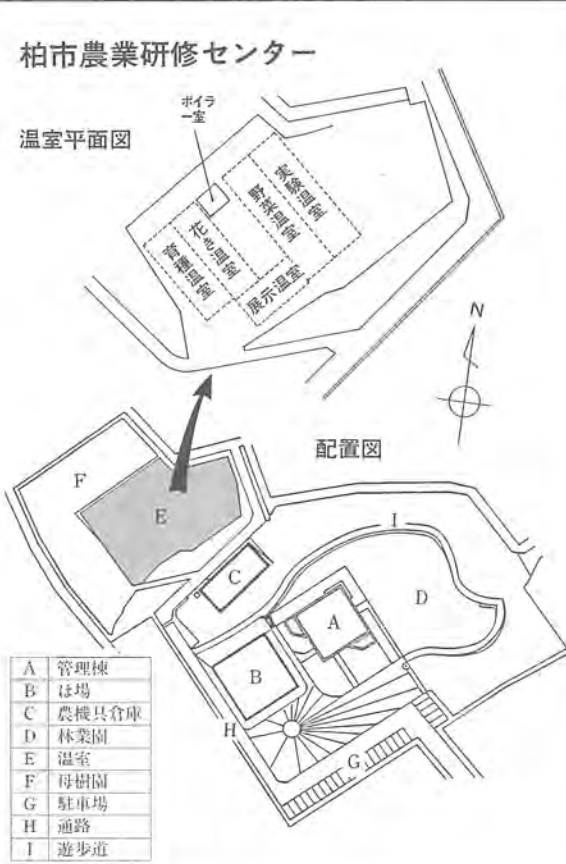 柏市農業研修センター
温室平面図
ボイラ
ー室
育種温室
花き温室
野菜温室
実験温室
展示温室
N
配置図
F
E
I
C
D
A
B
H
G
A 管理棟
B ほ場
C 農機具倉庫
D 林業園
E 温室
F 母樹園
G 駐車場
H 通路
I 遊歩道